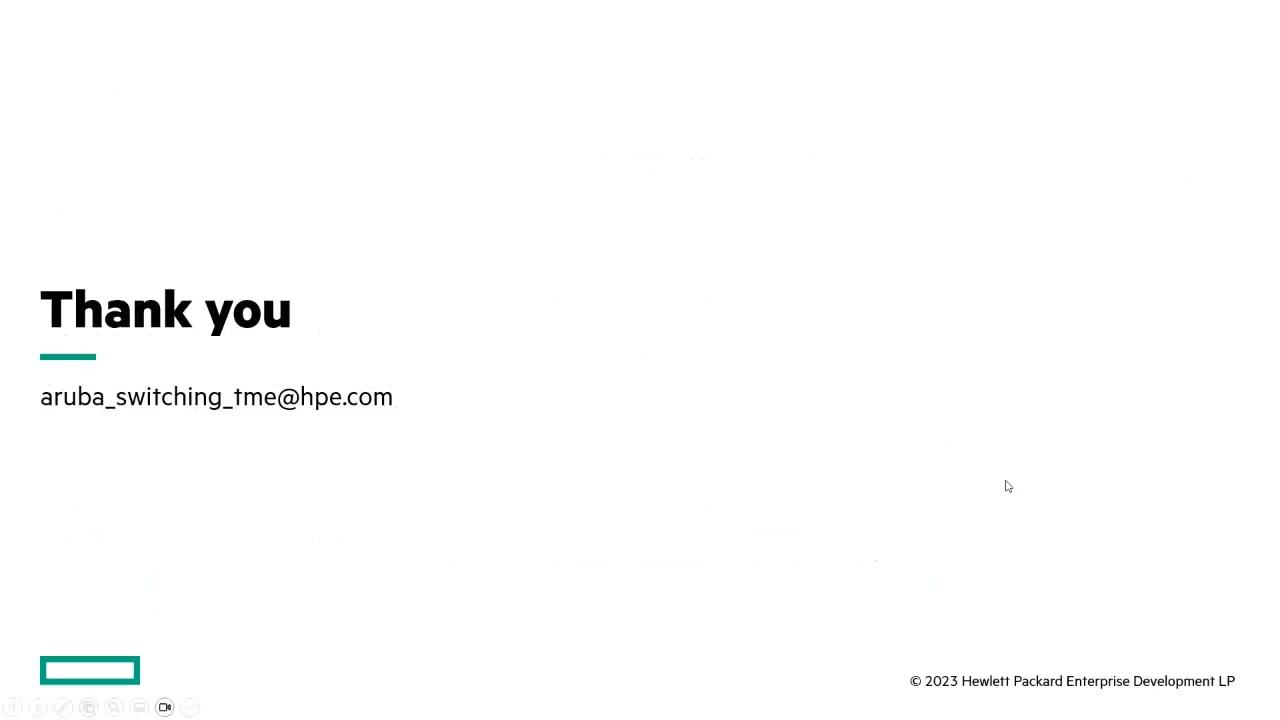 Thank you
aruba_switching_tme@hpe.com
© 2023 Hewlett Packard Enterprise Development LP